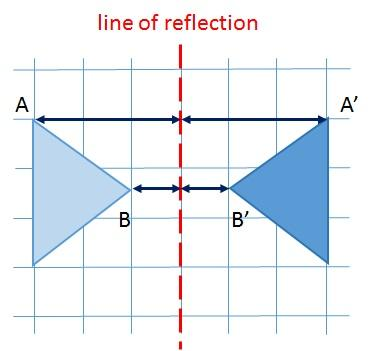 line of reflection
A A’
B B’